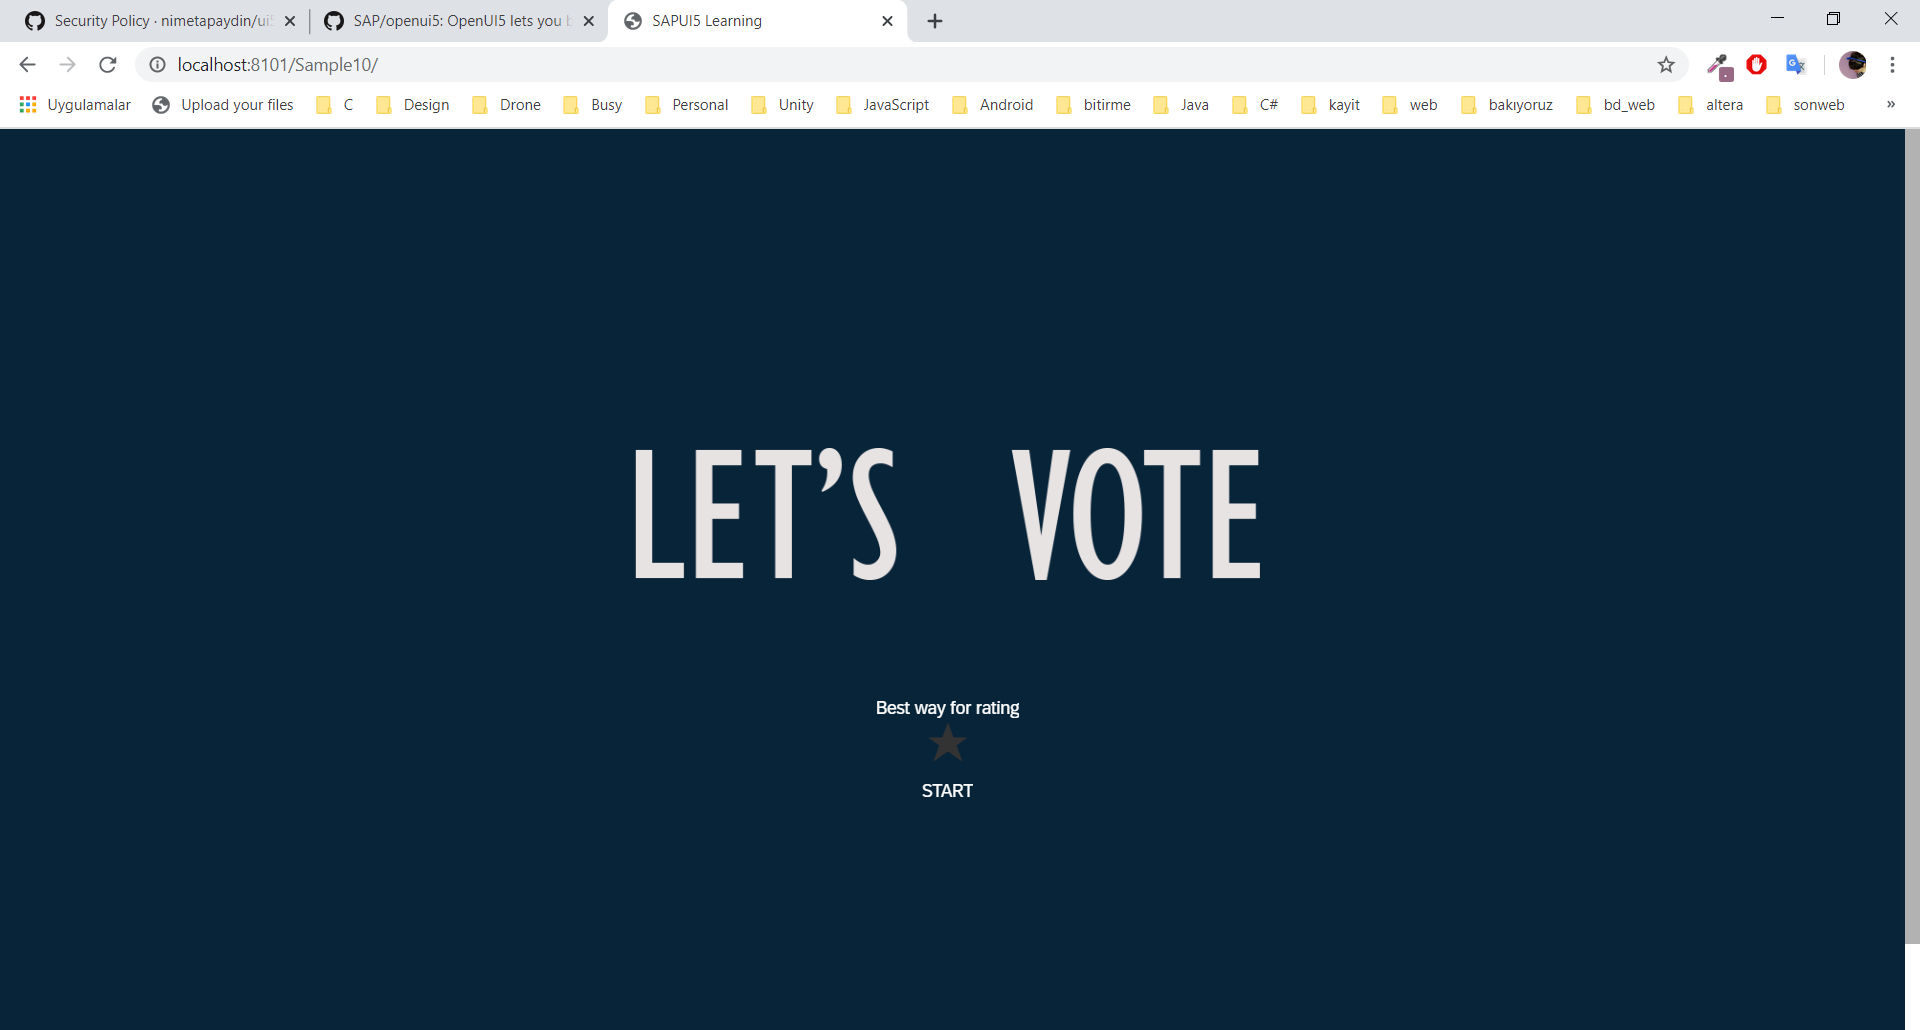 Security Policy · nimetapaydin/ui5
SAP/openui5: OpenUI5 lets you b
SAPUI5 Learning
localhost:8101/Sample10/
Uygulamalar Upload your files C Design Drone Busy Personal Unity JavaScript Android bitirme Java C# kayit web bakıyoruz bd_web altera sonweb »
LET’S VOTE
Best way for rating
START